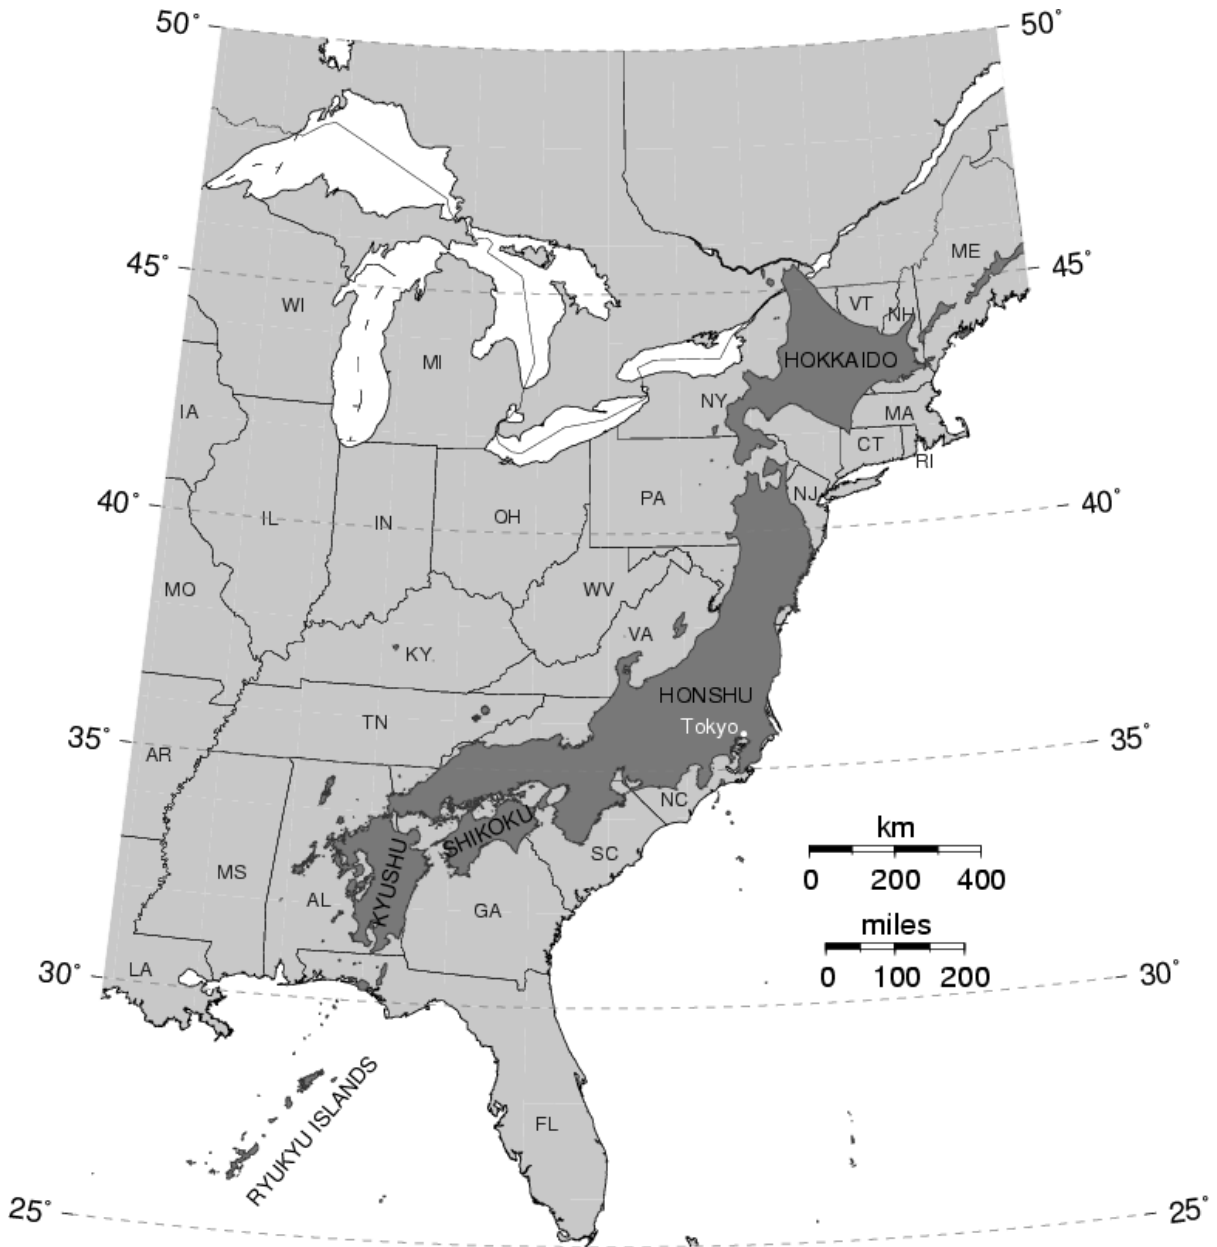 50°
50°
45°
ME
45°
WI
VT
NH
MI
HOKKAIDO
IA
NY
MA
CT
RI
40°
PA
NJ
40°
IL
IN
OH
MO
WV
VA
KY
HONSHU
TN
Tokyo
35°
AR
35°
NC
km
SHIKOKU
SC
0 200 400
MS
KYUSHU
AL
GA
miles
30°
LA
30°
0 100 200
RYUKYU ISLANDS
FL
25°
25°